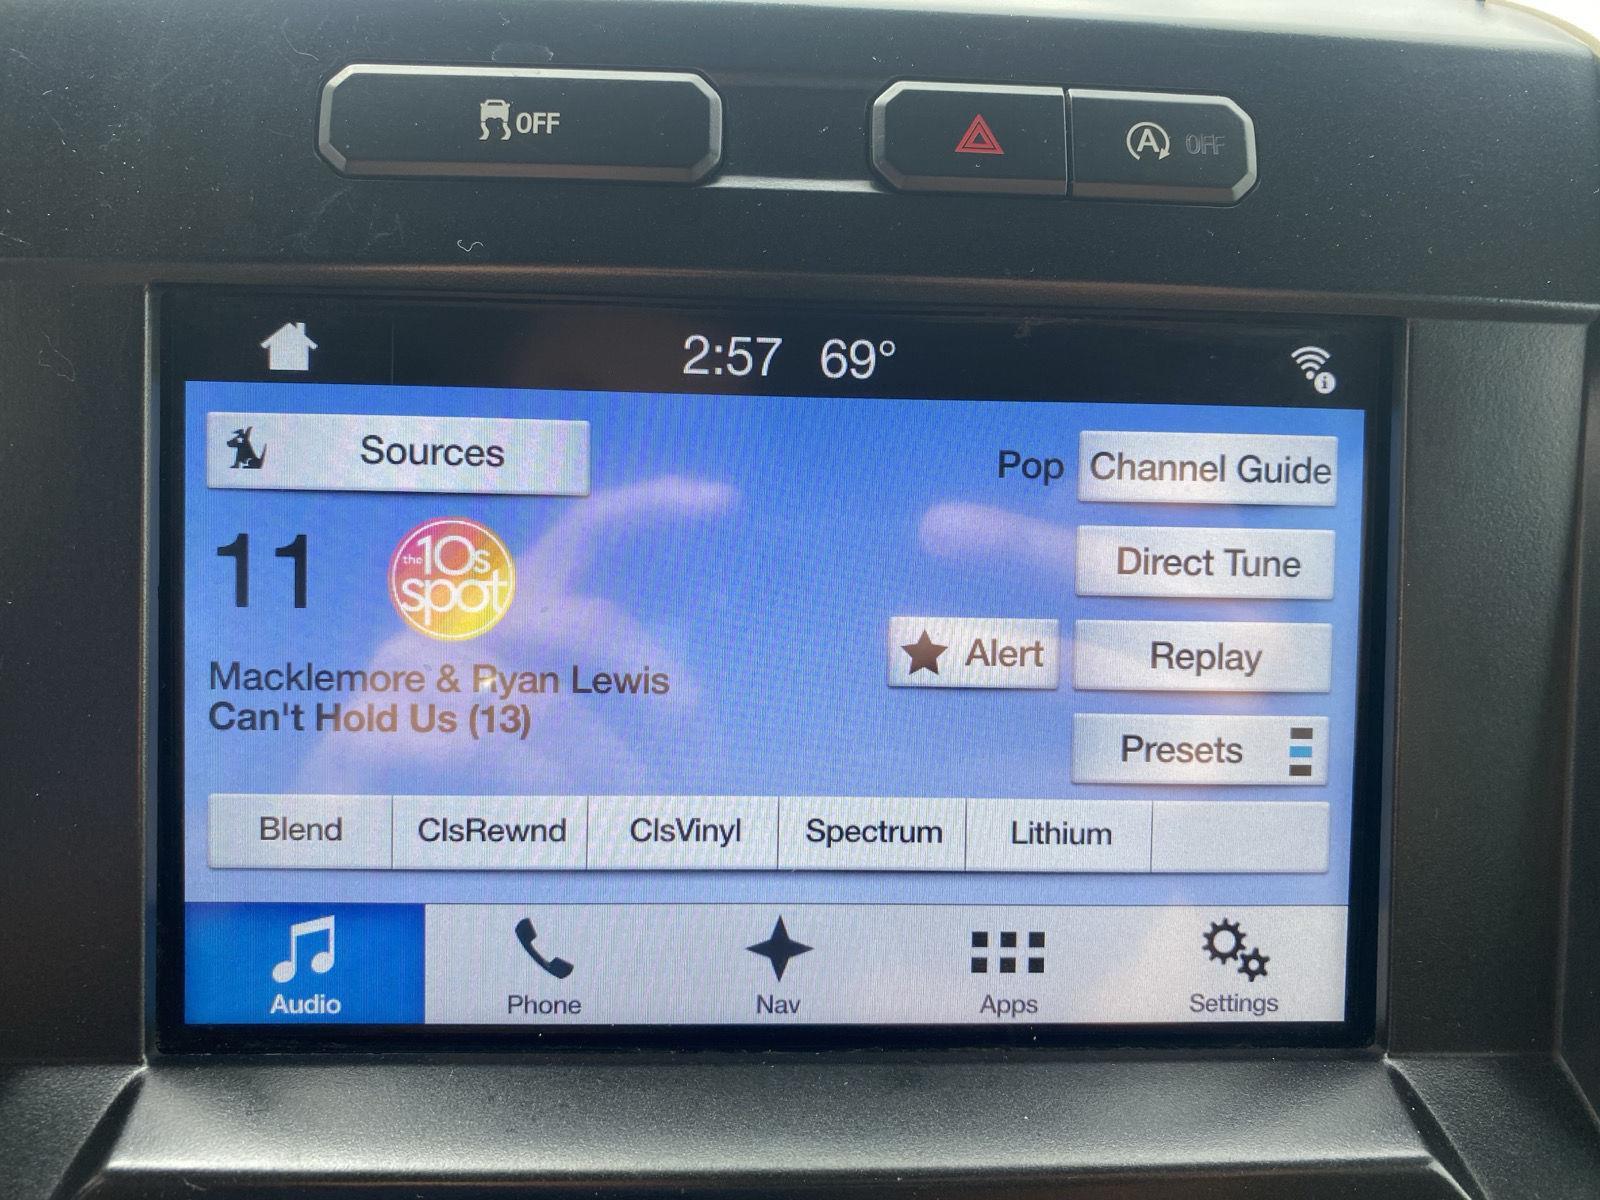 OFF
A OFF
2:57 69°
i
Sources
Pop Channel Guide
11
the 10s
spot
Direct Tune
Alert
Replay
Macklemore & Ryan Lewis
Can't Hold Us (13)
Presets
Blend ClsRewnd ClsVinyl Spectrum Lithium
Audio Phone Nav Apps Settings